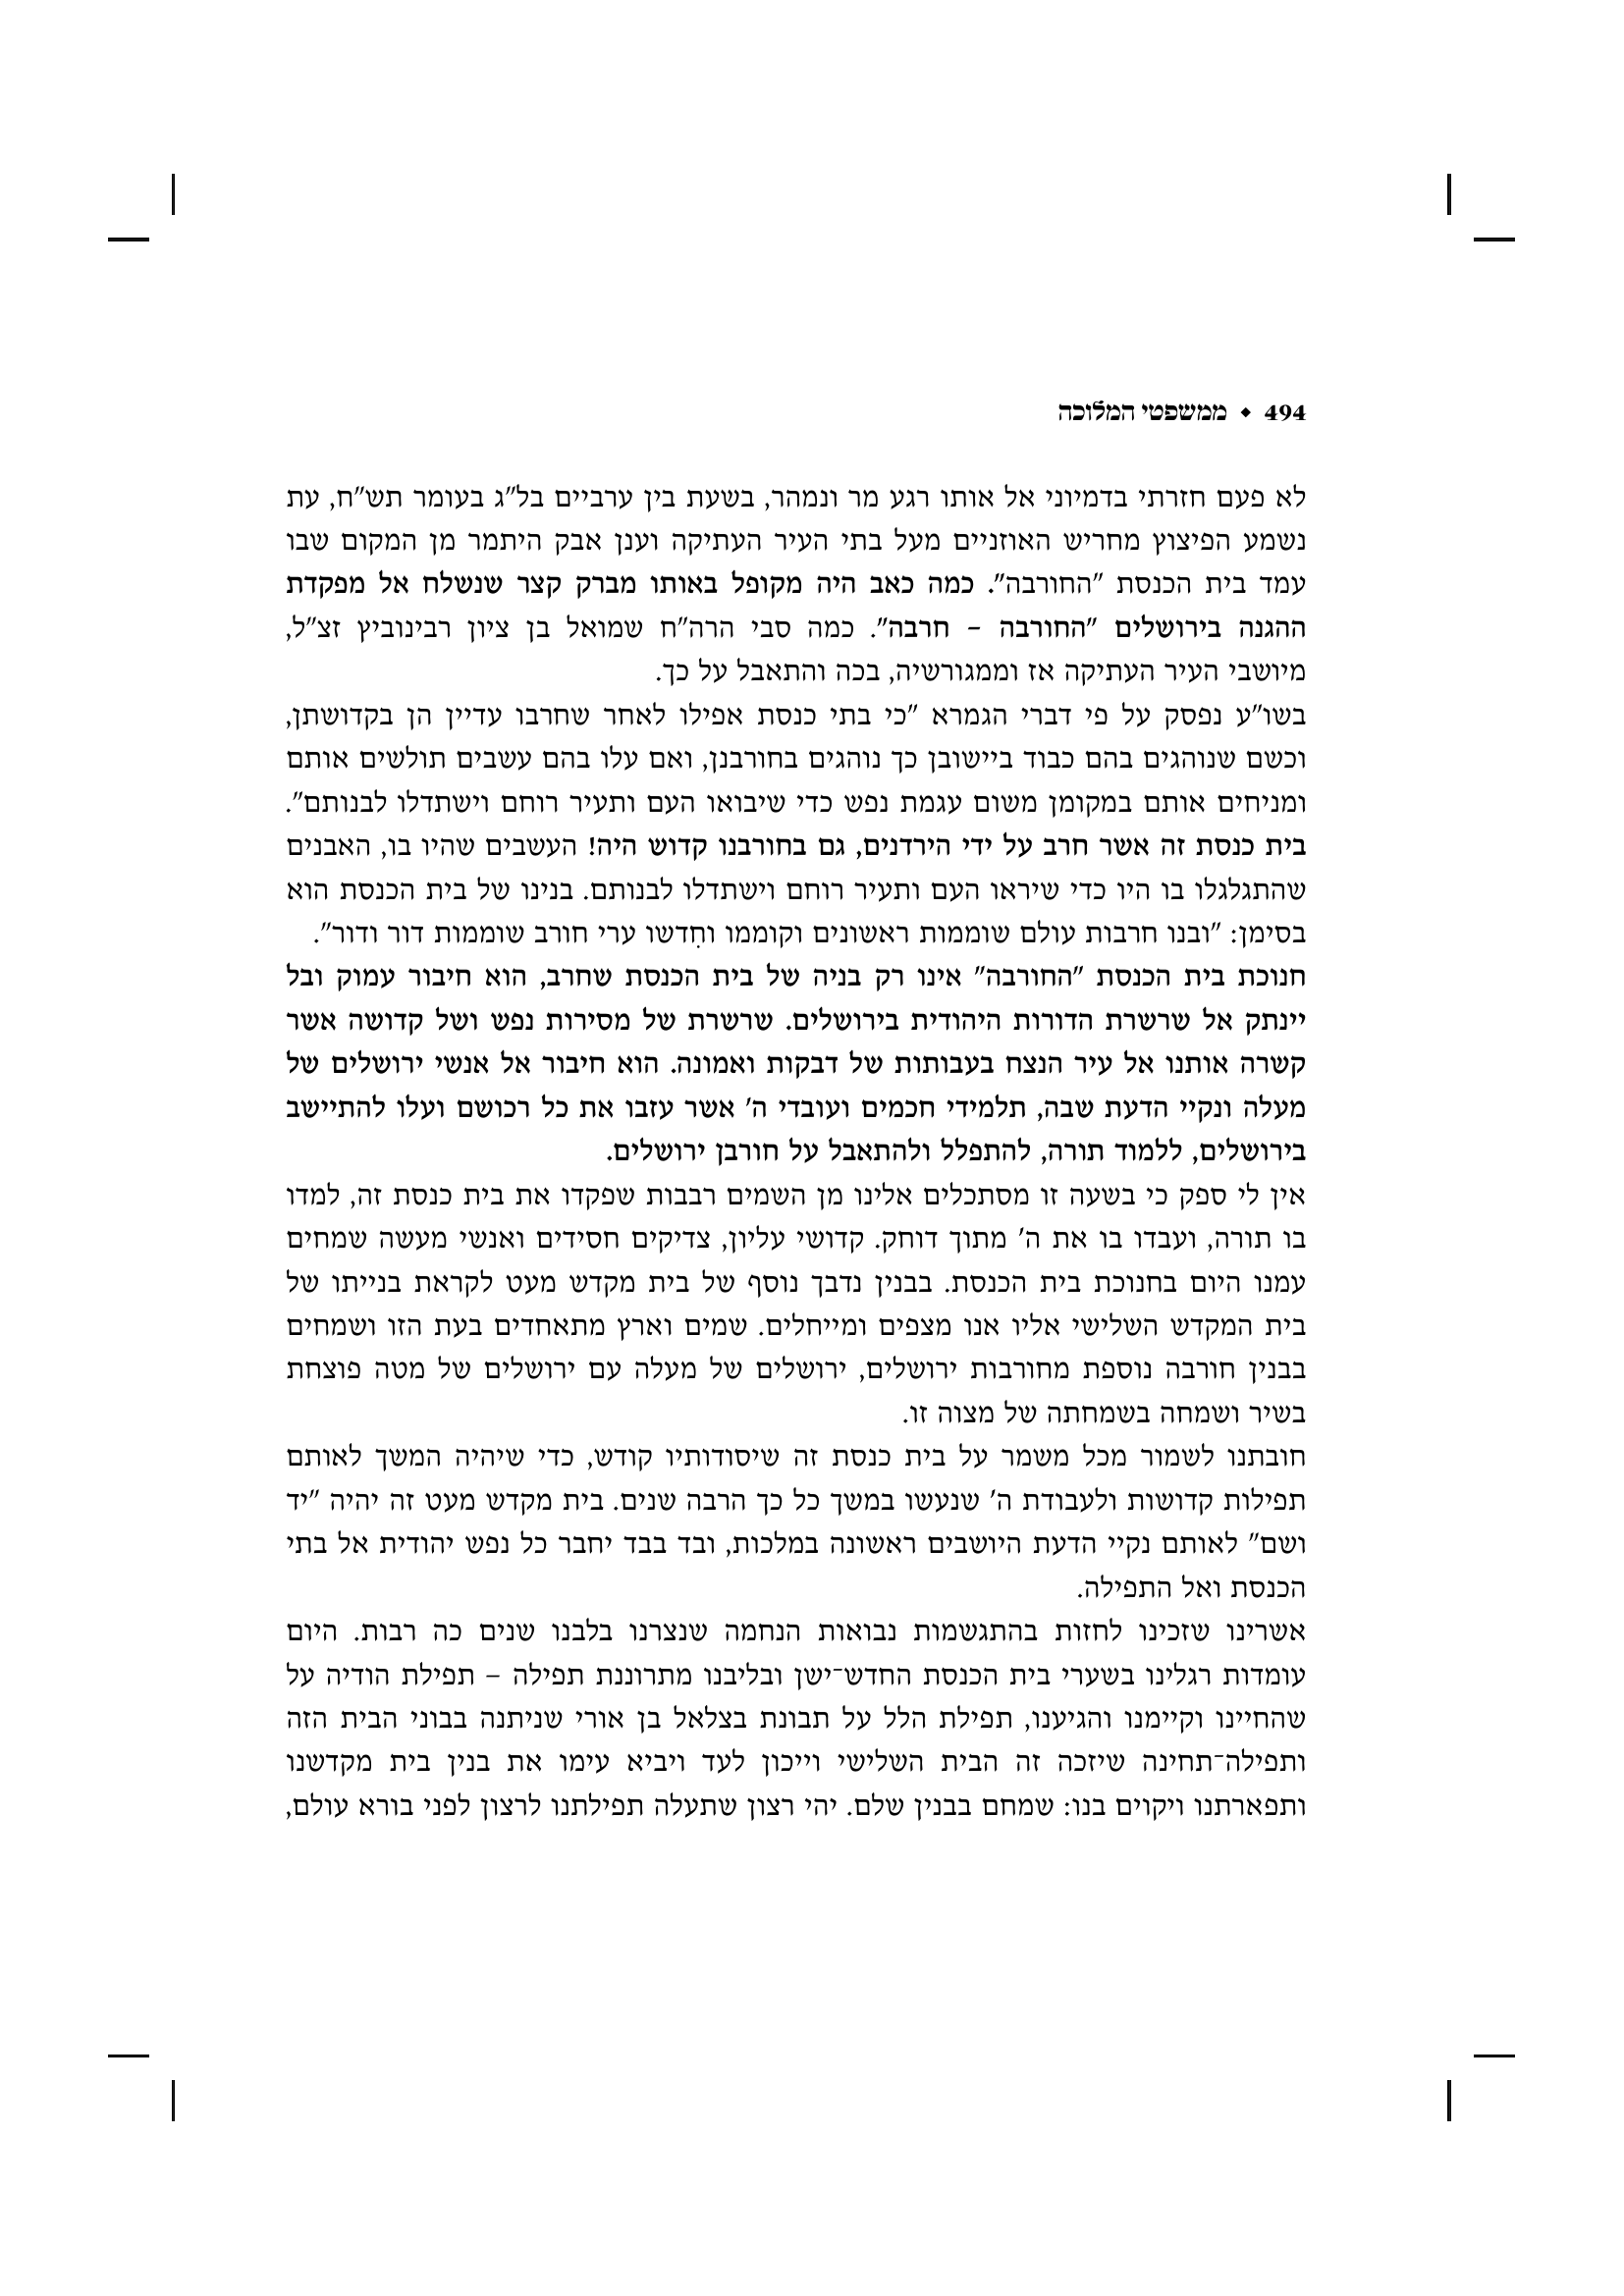 494 ◆ ממשפטי המלוכה
לא פעם חזרתי בדמיוני אל אותו רגע מר ונמהר, בשעת בין ערביים בל"ג בעומר תש"ח, עת
נשמע הפיצוץ מחריש האוזניים מעל בתי העיר העתיקה וענן אבק היתמר מן המקום שבו
עמד בית הכנסת "החורבה". כמה כאב היה מקופל באותו מברק קצר שנשלח אל מפקדת
ההגנה בירושלים "החורבה – חרבה". כמה סבי הרה"ח שמואל בן ציון רבינוביץ זצ"ל,
מיושבי העיר העתיקה אז וממגורשיה, בכה והתאבל על כך.
בשו"ע נפסק על פי דברי הגמרא "כי בתי כנסת אפילו לאחר שחרבו עדיין הן בקדושתן,
וכשם שנוהגים בהם כבוד ביישובן כך נוהגים בחורבנן, ואם עלו בהם עשבים תולשים אותם
ומניחים אותם במקומן משום עגמת נפש כדי שיבואו העם ותעיר רוחם וישתדלו לבנותם".
בית כנסת זה אשר חרב על ידי הירדנים, גם בחורבנו קדוש היה! העשבים שהיו בו, האבנים
שהתגלגלו בו היו כדי שיראו העם ותעיר רוחם וישתדלו לבנותם. בנינו של בית הכנסת הוא
בסימן: "ובנו חרבות עולם שוממות ראשונים וקוממו וחִדשו ערי חורב שוממות דור ודור".
חנוכת בית הכנסת "החורבה" אינו רק בניה של בית הכנסת שחרב, הוא חיבור עמוק ובל
יינתק אל שרשרת הדורות היהודית בירושלים. שרשרת של מסירות נפש ושל קדושה אשר
קשרה אותנו אל עיר הנצח בעבותות של דבקות ואמונה. הוא חיבור אל אנשי ירושלים של
מעלה ונקיי הדעת שבה, תלמידי חכמים ועובדי ה' אשר עזבו את כל רכושם ועלו להתיישב
בירושלים, ללמוד תורה, להתפלל ולהתאבל על חורבן ירושלים.
אין לי ספק כי בשעה זו מסתכלים אלינו מן השמים רבבות שפקדו את בית כנסת זה, למדו
בו תורה, ועבדו בו את ה' מתוך דוחק. קדושי עליון, צדיקים חסידים ואנשי מעשה שמחים
עמנו היום בחנוכת בית הכנסת. בבנין נדבך נוסף של בית מקדש מעט לקראת בנייתו של
בית המקדש השלישי אליו אנו מצפים ומייחלים. שמים וארץ מתאחדים בעת הזו ושמחים
בבנין חורבה נוספת מחורבות ירושלים, ירושלים של מעלה עם ירושלים של מטה פוצחת
בשיר ושמחה בשמחתה של מצוה זו.
חובתנו לשמור מכל משמר על בית כנסת זה שיסודותיו קודש, כדי שיהיה המשך לאותם
תפילות קדושות ולעבודת ה' שנעשו במשך כל כך הרבה שנים. בית מקדש מעט זה יהיה "יד
ושם" לאותם נקיי הדעת היושבים ראשונה במלכות, ובד בבד יחבר כל נפש יהודית אל בתי
הכנסת ואל התפילה.
אשרינו שזכינו לחזות בהתגשמות נבואות הנחמה שנצרנו בלבנו שנים כה רבות. היום
עומדות רגלינו בשערי בית הכנסת החדש־ישן ובליבנו מתרוננת תפילה – תפילת הודיה על
שהחיינו וקיימנו והגיענו, תפילת הלל על תבונת בצלאל בן אורי שניתנה בבוני הבית הזה
ותפילה־תחינה שיזכה זה הבית השלישי וייכון לעד ויביא עימו את בנין בית מקדשנו
ותפארתנו ויקוים בנו: שמחם בבנין שלם. יהי רצון שתעלה תפילתנו לרצון לפני בורא עולם,